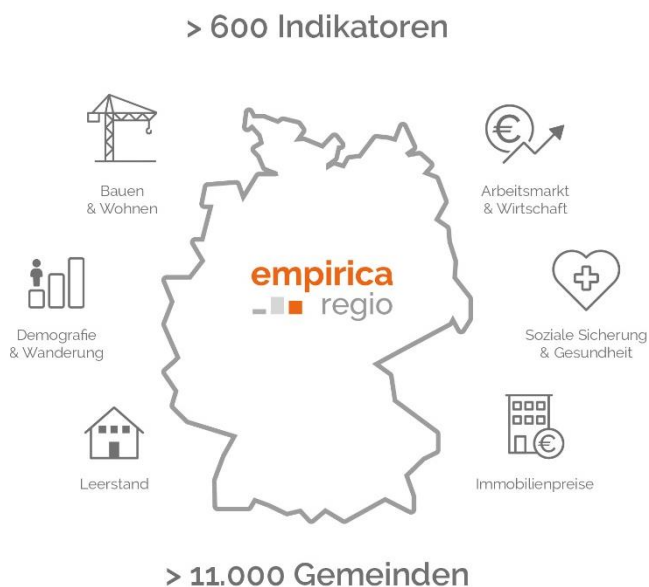 > 600 Indikatoren
Bauen
& Wohnen
Arbeitsmarkt
& Wirtschaft
empirica
regio
Demografie
& Wanderung
Soziale Sicherung
& Gesundheit
Leerstand
Immobilienpreise
> 11.000 Gemeinden